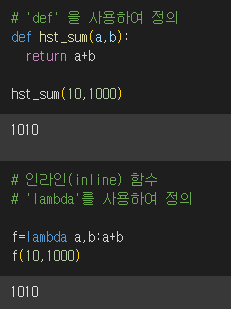 # 'def' 을 사용하여 정의
def hst_sum(a,b):
  return a+b
hst_sum(10,1000)
1010
# 인라인(inline) 함수
# 'lambda'를 사용하여 정의
f=lambda a,b:a+b
f(10,1000)
1010